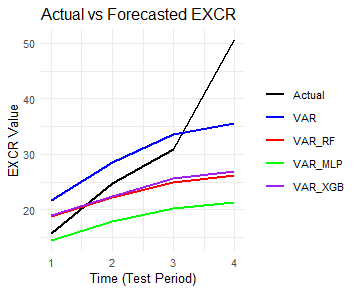 Actual vs Forecasted EXCR
EXCR Value
50
40
30
20
1 2 3 4
Time (Test Period)
Actual
VAR
VAR_RF
VAR_MLP
VAR_XGB